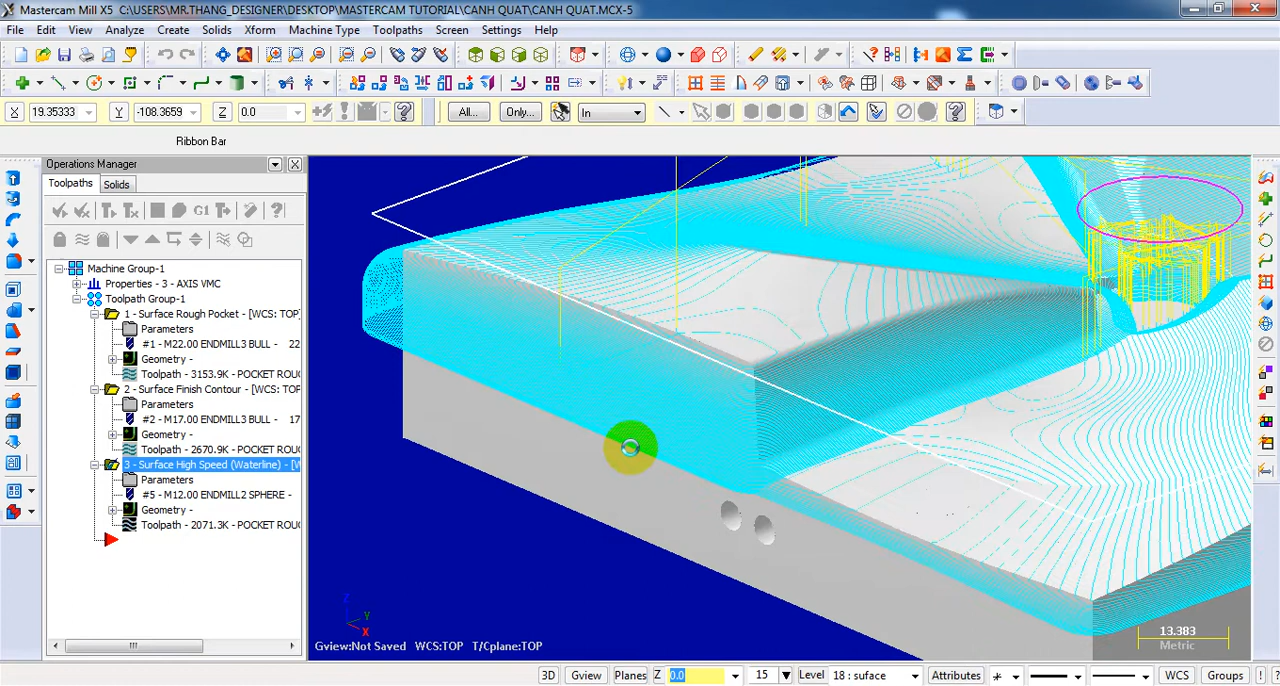 Mastercam Mill X5 C:\USERS\MR.THANG_DESIGNER\DESKTOP\MASTERCAM TUTORIAL\CANH QUAT\CANH QUAT.MCX-5
File Edit View Analyze Create Solids Xform Machine Type Toolpaths Screen Settings Help
X 19.35333 Y -108.3659 Z 0.0 All... Only... In
Ribbon Bar
Operations Manager
Toolpaths Solids
G1
Machine Group-1
Properties - 3 - AXIS VMC
Toolpath Group-1
1 - Surface Rough Pocket - [WCS: TOP]
Parameters
#1 - M22.00 ENDMILL3 BULL - 22
Geometry -
Toolpath - 3153.9K - POCKET ROUG
2 - Surface Finish Contour - [WCS: TOP
Parameters
#2 - M17.00 ENDMILL3 BULL - 17
Geometry -
Toolpath - 2670.9K - POCKET ROUG
3 - Surface High Speed (Waterline) - [W
Parameters
#5 - M12.00 ENDMILL2 SPHERE -
Geometry -
Toolpath - 2071.3K - POCKET ROUG
Z
Y
X
Gview:Not Saved WCS:TOP T/Cplane:TOP
13.383
Metric
3D Gview Planes Z 0.0 15 Level 18 : suface Attributes WCS Groups ! ?